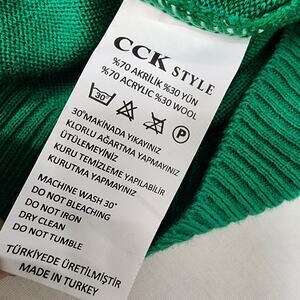 CCK STYLE
%70 AKRİLİK %30 YÜN
%70 ACRYLIC %30 WOOL
30
P
30°MAKİNADA YIKAYINIZ
KLORLU AĞARTMA YAPMAYINIZ
ÜTÜLEMEYİNİZ
KURU TEMİZLEME YAPILABİLİR
KURUTMA YAPMAYINIZ
MACHINE WASH 30°
DO NOT BLEACHING
DO NOT IRON
DRY CLEAN
DO NOT TUMBLE
TÜRKİYEDE ÜRETİLMİŞTİR
MADE IN TURKEY